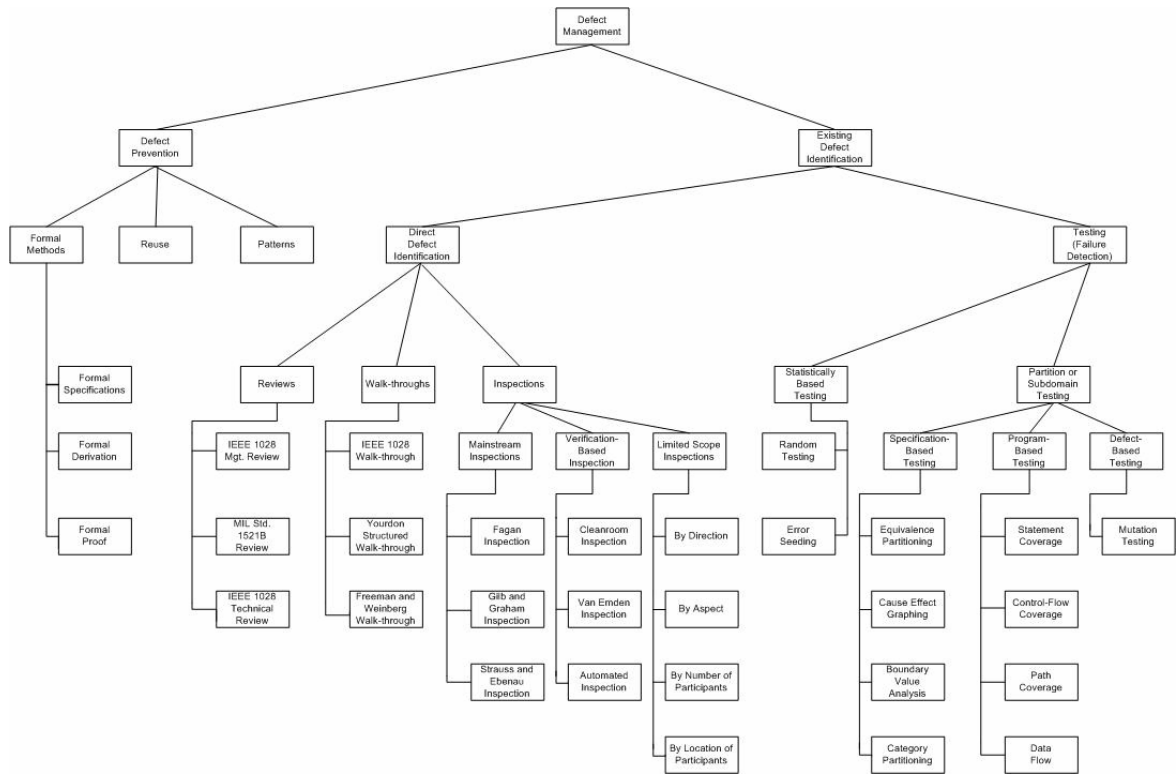 Defect
Management
Defect
Prevention
Existing
Defect
Identification
Formal
Methods
Reuse
Patterns
Direct
Defect
Identification
Testing
(Failure
Detection)
Formal
Specifications
Reviews
Walk-throughs
Inspections
Statistically
Based
Testing
Partition or
Subdomain
Testing
Formal
Derivation
IEEE 1028
Mgt. Review
IEEE 1028
Walk-through
Mainstream
Inspections
Verification-
Based
Inspection
Limited Scope
Inspections
Random
Testing
Specification-
Based
Testing
Program-
Based
Testing
Defect-
Based
Testing
Formal
Proof
MIL Std.
1521B
Review
Yourdon
Structured
Walk-through
Fagan
Inspection
Cleanroom
Inspection
By Direction
Error
Seeding
Equivalence
Partitioning
Statement
Coverage
Mutation
Testing
IEEE 1028
Technical
Review
Freeman and
Weinberg
Walk-through
Gilb and
Graham
Inspection
Van Emden
Inspection
By Aspect
Cause Effect
Graphing
Control-Flow
Coverage
Strauss and
Ebenau
Inspection
Automated
Inspection
By Number of
Participants
Boundary
Value
Analysis
Path
Coverage
By Location of
Participants
Category
Partitioning
Data
Flow